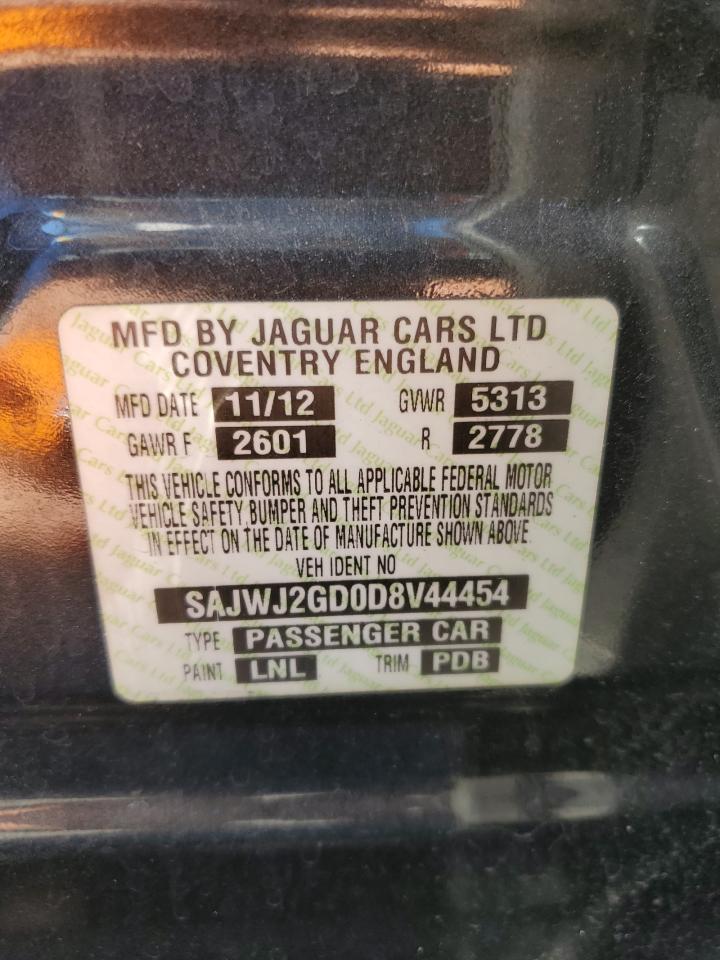 MFD BY JAGUAR CARS LTD
COVENTRY ENGLAND
MFD DATE 11/12 GVWR 5313
GAWR F 2601 R 2778
THIS VEHICLE CONFORMS TO ALL APPLICABLE FEDERAL MOTOR
VEHICLE SAFETY, BUMPER AND THEFT PREVENTION STANDARDS
IN EFFECT ON THE DATE OF MANUFACTURE SHOWN ABOVE
VEH IDENT NO
SAJWJ2GD0D8V44454
TYPE PASSENGER CAR
PAINT LNL TRIM PDB